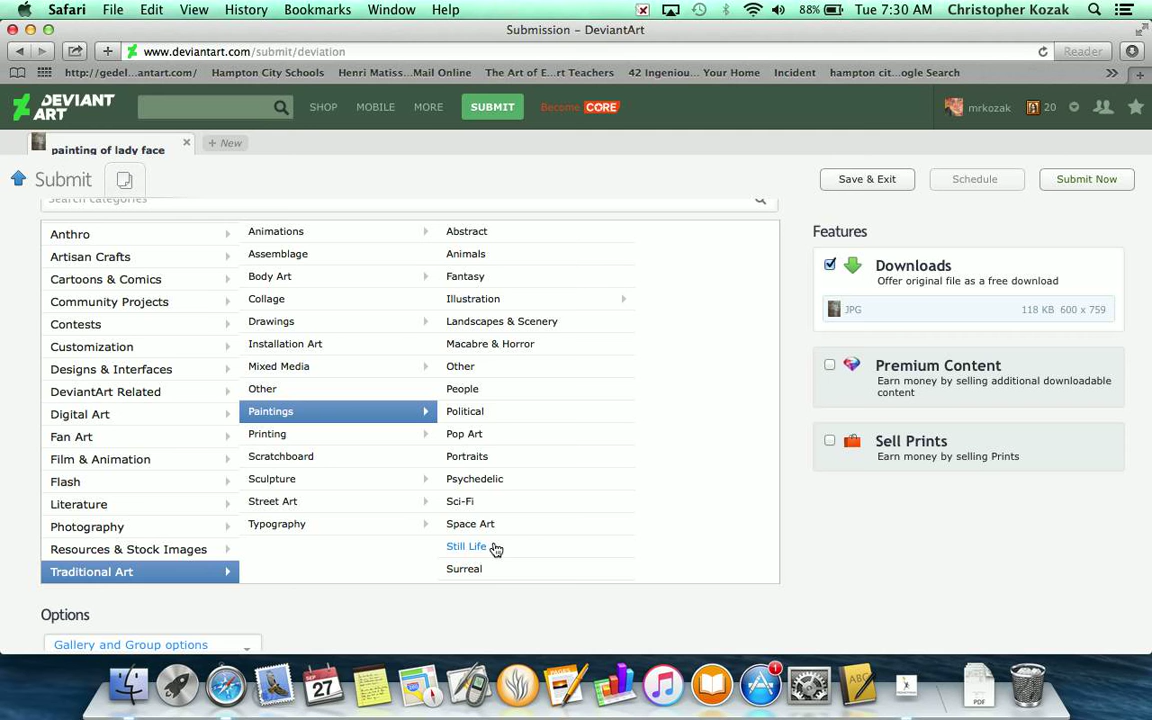 Safari File Edit View History Bookmarks Window Help 88% Tue 7:30 AM Christopher Kozak
Submission – DeviantArt
www.deviantart.com/submit/deviation Reader
http://gedel...antart.com/ Hampton City Schools Henri Matiss...Mail Online The Art of E...rt Teachers 42 Ingeniou... Your Home Incident hampton cit...ogle Search
DEVIANT ART SHOP MOBILE MORE SUBMIT Become CORE mrkozak 20
painting of lady face + New
Submit Save & Exit Schedule Submit Now
Search categories
Features
Anthro
Artisan Crafts
Cartoons & Comics
Community Projects
Contests
Customization
Designs & Interfaces
DeviantArt Related
Digital Art
Fan Art
Film & Animation
Flash
Literature
Photography
Resources & Stock Images
Traditional Art
Animations
Assemblage
Body Art
Collage
Drawings
Installation Art
Mixed Media
Other
Paintings
Printing
Scratchboard
Sculpture
Street Art
Typography
Abstract
Animals
Fantasy
Illustration
Landscapes & Scenery
Macabre & Horror
Other
People
Political
Pop Art
Portraits
Psychedelic
Sci-Fi
Space Art
Still Life
Surreal
Downloads
Offer original file as a free download
JPG 118 KB 600 x 759
Premium Content
Earn money by selling additional downloadable
content
Sell Prints
Earn money by selling Prints
Options
Gallery and Group options
SEP
27
1
ABC
PDF